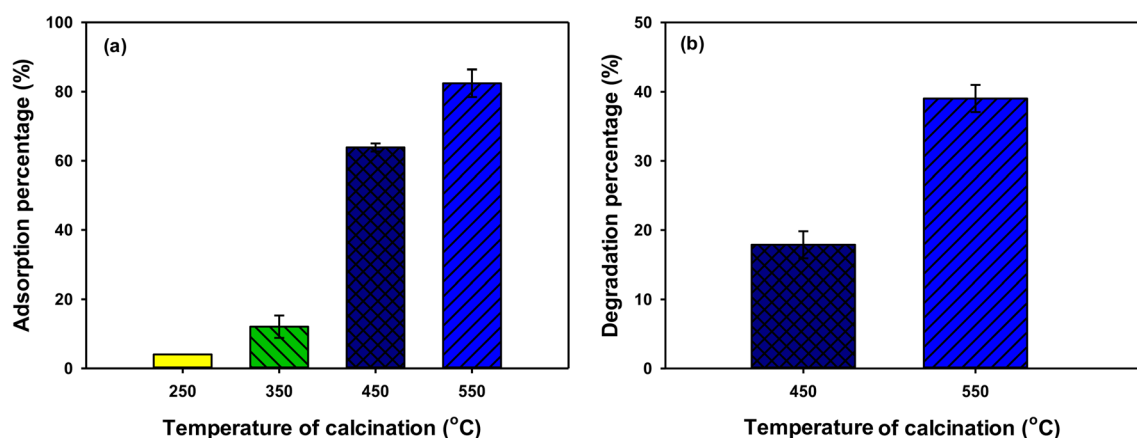 (a)
Adsorption percentage (%)
100
80
60
40
20
0
250 350 450 550
Temperature of calcination (°C)
(b)
Degradation percentage (%)
50
40
30
20
10
0
450 550
Temperature of calcination (°C)